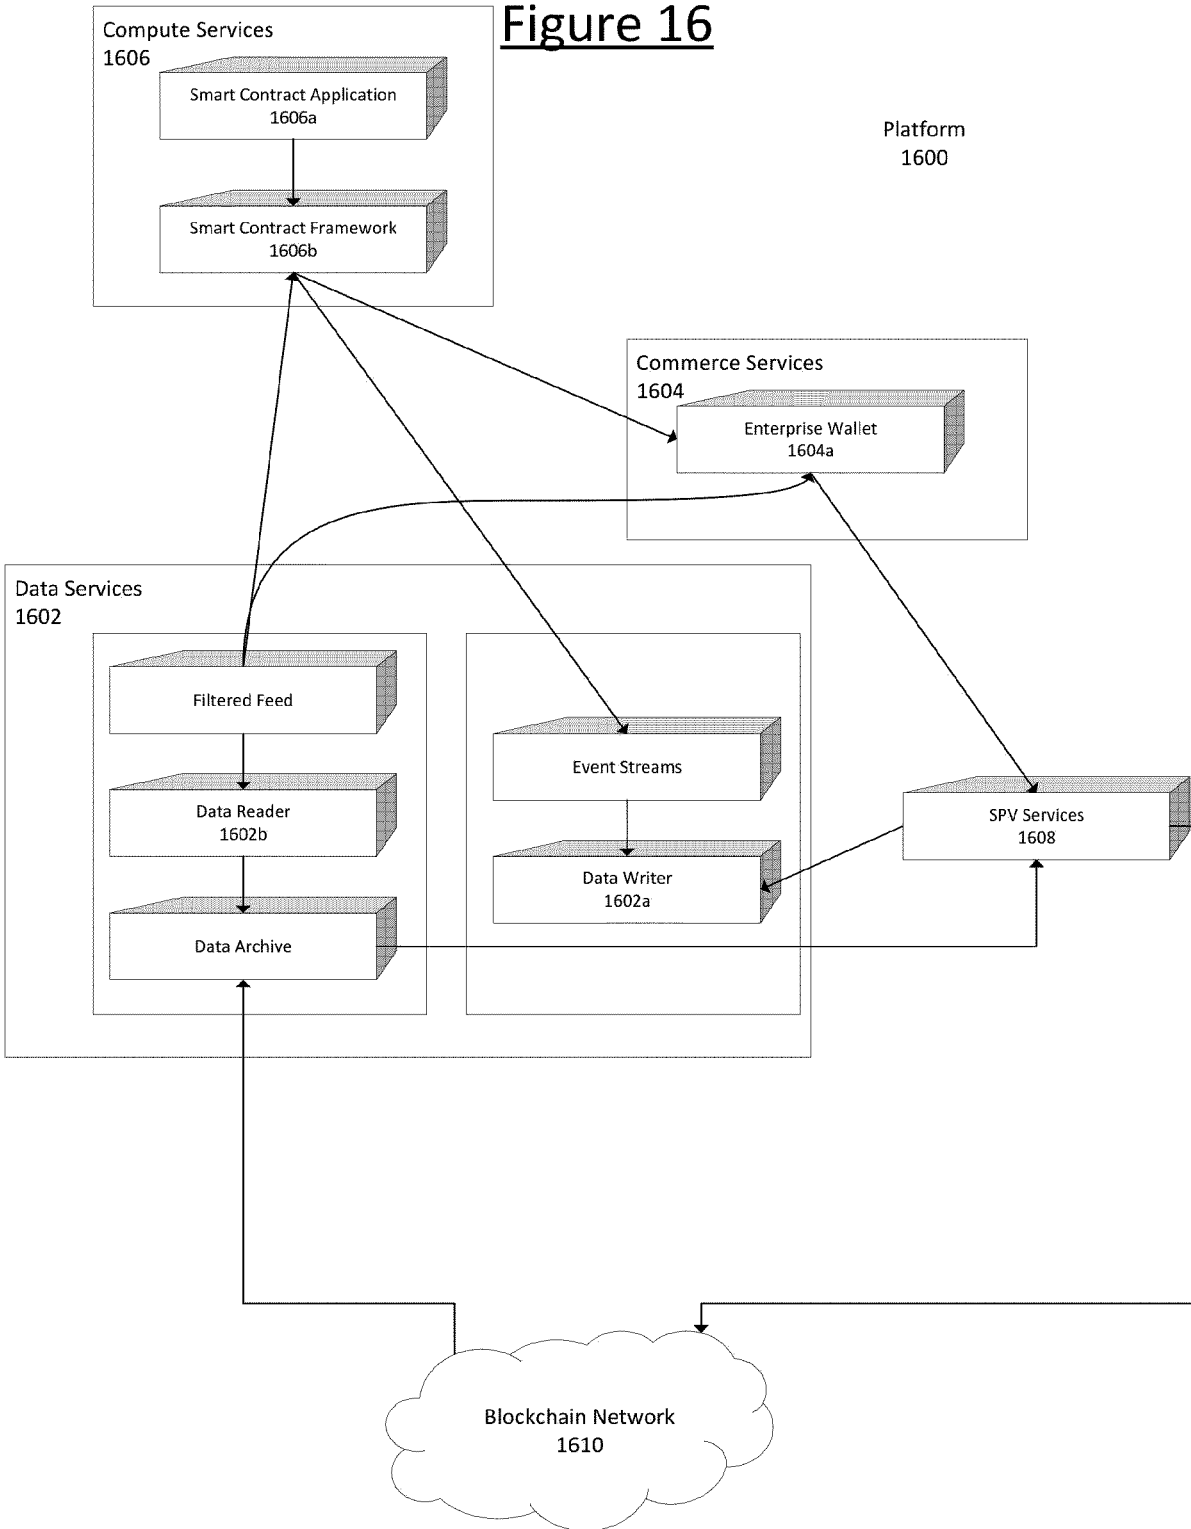 Figure 16
Compute Services
1606
Smart Contract Application
1606a
Platform
1600
Smart Contract Framework
1606b
Commerce Services
1604
Enterprise Wallet
1604a
Data Services
1602
Filtered Feed
Event Streams
Data Reader
1602b
SPV Services
1608
Data Writer
1602a
Data Archive
Blockchain Network
1610